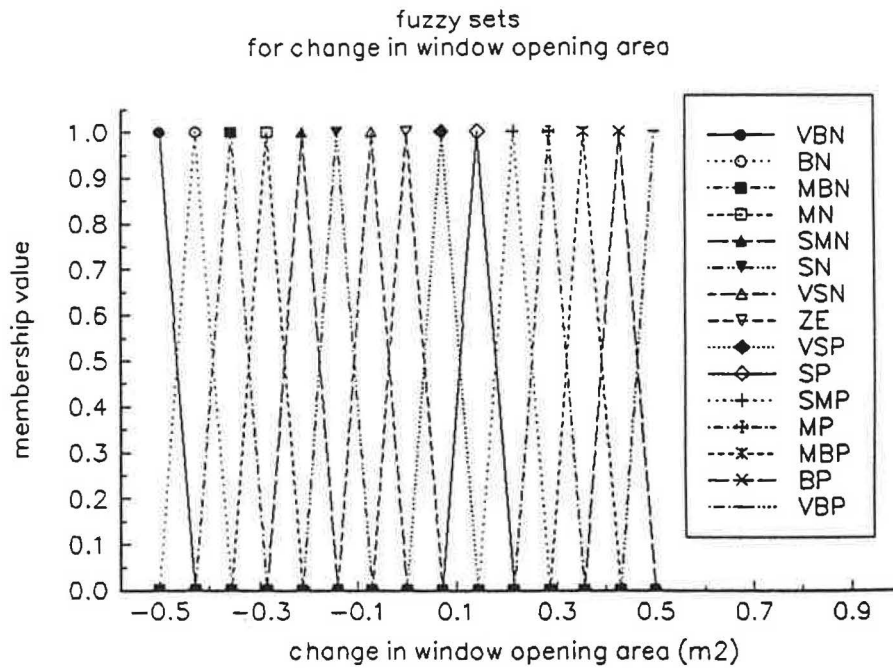 fuzzy sets
for change in window opening area
membership value
1.0
0.9
0.8
0.7
0.6
0.5
0.4
0.3
0.2
0.1
0.0
−0.5 −0.3 −0.1 0.1 0.3 0.5 0.7 0.9
change in window opening area (m2)
VBN
BN
MBN
MN
SMN
SN
VSN
ZE
VSP
SP
SMP
MP
MBP
BP
VBP